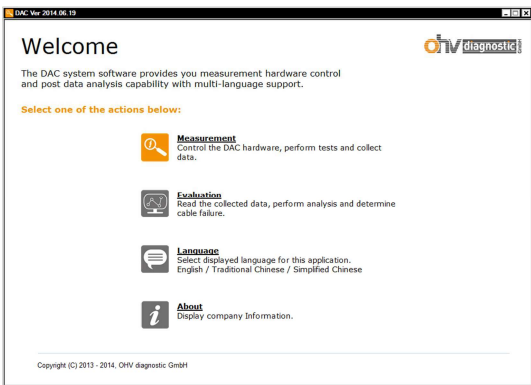 DAC Ver 2014.06.19
Welcome
ohv diagnostic GmbH
The DAC system software provides you measurement hardware control
and post data analysis capability with multi-language support.
Select one of the actions below:
Measurement
Control the DAC hardware, perform tests and collect
data.
Evaluation
Read the collected data, perform analysis and determine
cable failure.
Language
Select displayed language for this application.
English / Traditional Chinese / Simplified Chinese
About
Display company Information.
Copyright (C) 2013 - 2014, OHV diagnostic GmbH